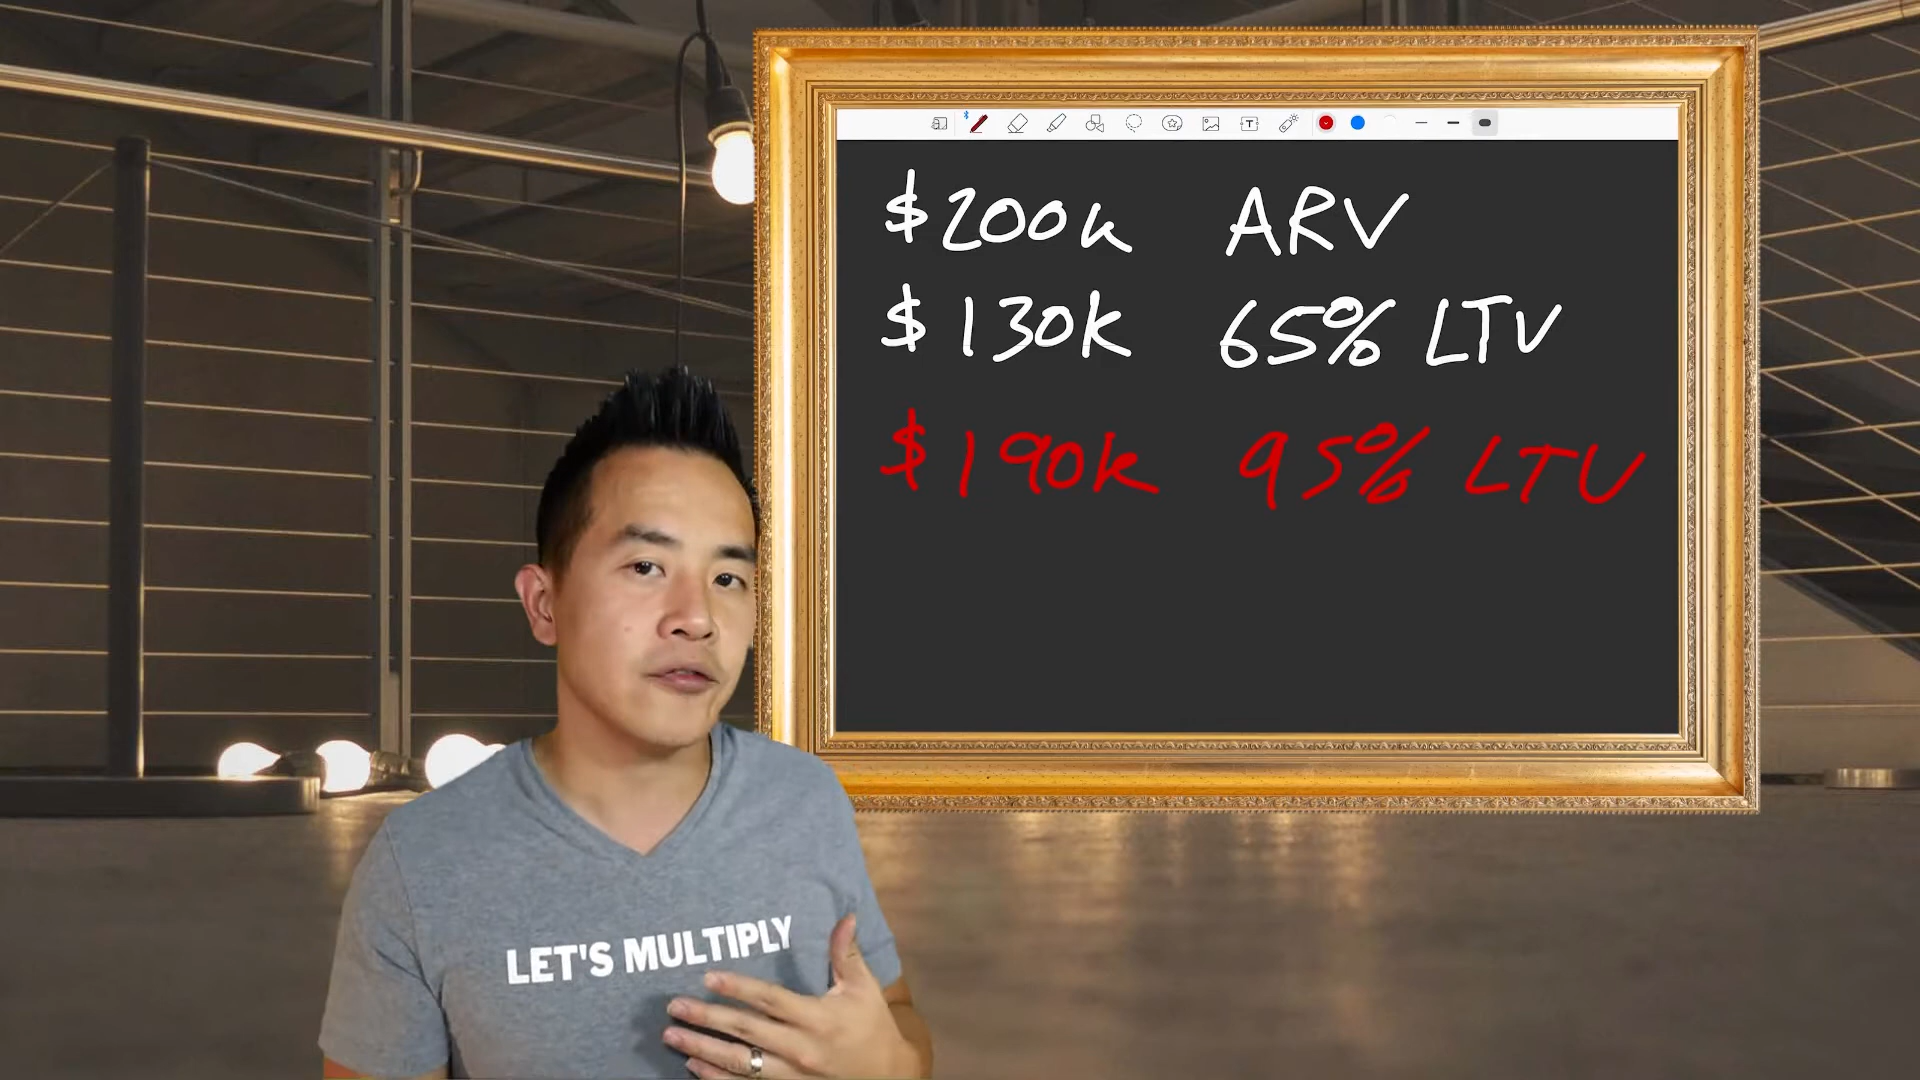 $200k ARV
$130k 65% LTV
$190k 95% LTV
LET'S MULTIPLY